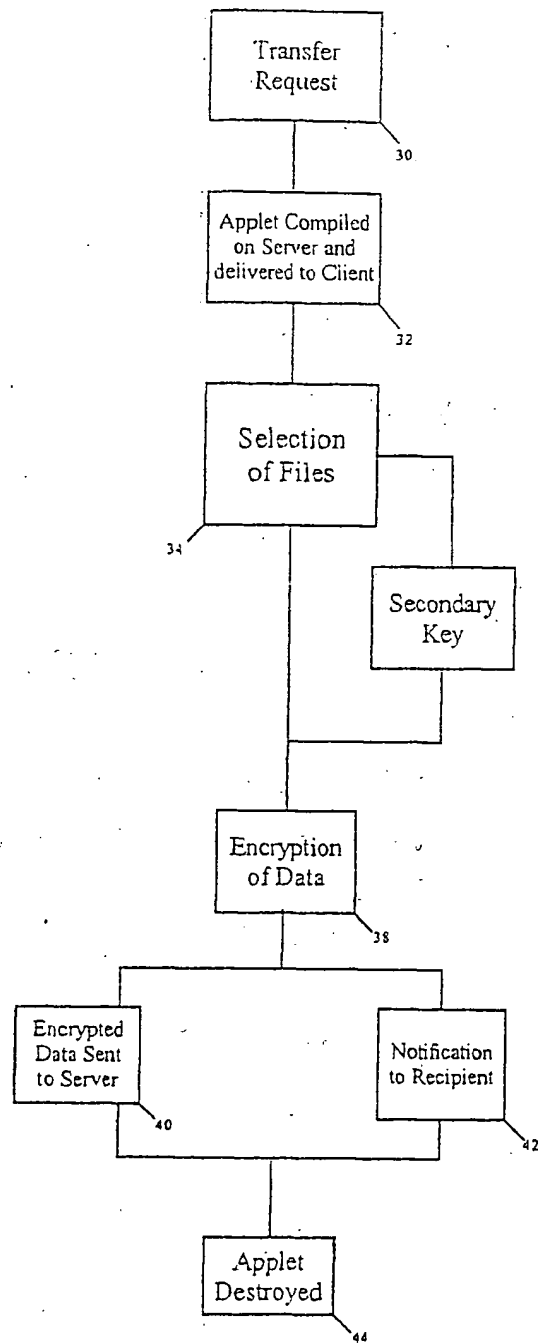 Transfer
Request
30
Applet Compiled
on Server and
delivered to Client
32
Selection
of Files
34
Secondary
Key
Encryption
of Data
38
Encrypted
Data Sent
to Server
40
Notification
to Recipient
42
Applet
Destroyed
44